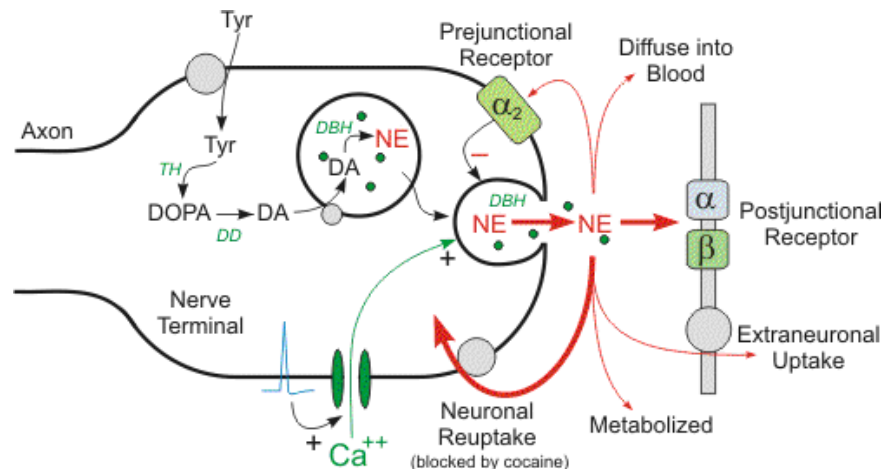 Tyr
Prejunctional
Receptor
Diffuse into
Blood
α₂
Axon
Tyr
DBH
NE
DA
TH
DOPA
DA
DD
–
DBH
NE
NE
α
β
Postjunctional
Receptor
+
Nerve
Terminal
Extraneuronal
Uptake
+
Ca⁺⁺
Neuronal
Reuptake
(blocked by cocaine)
Metabolized